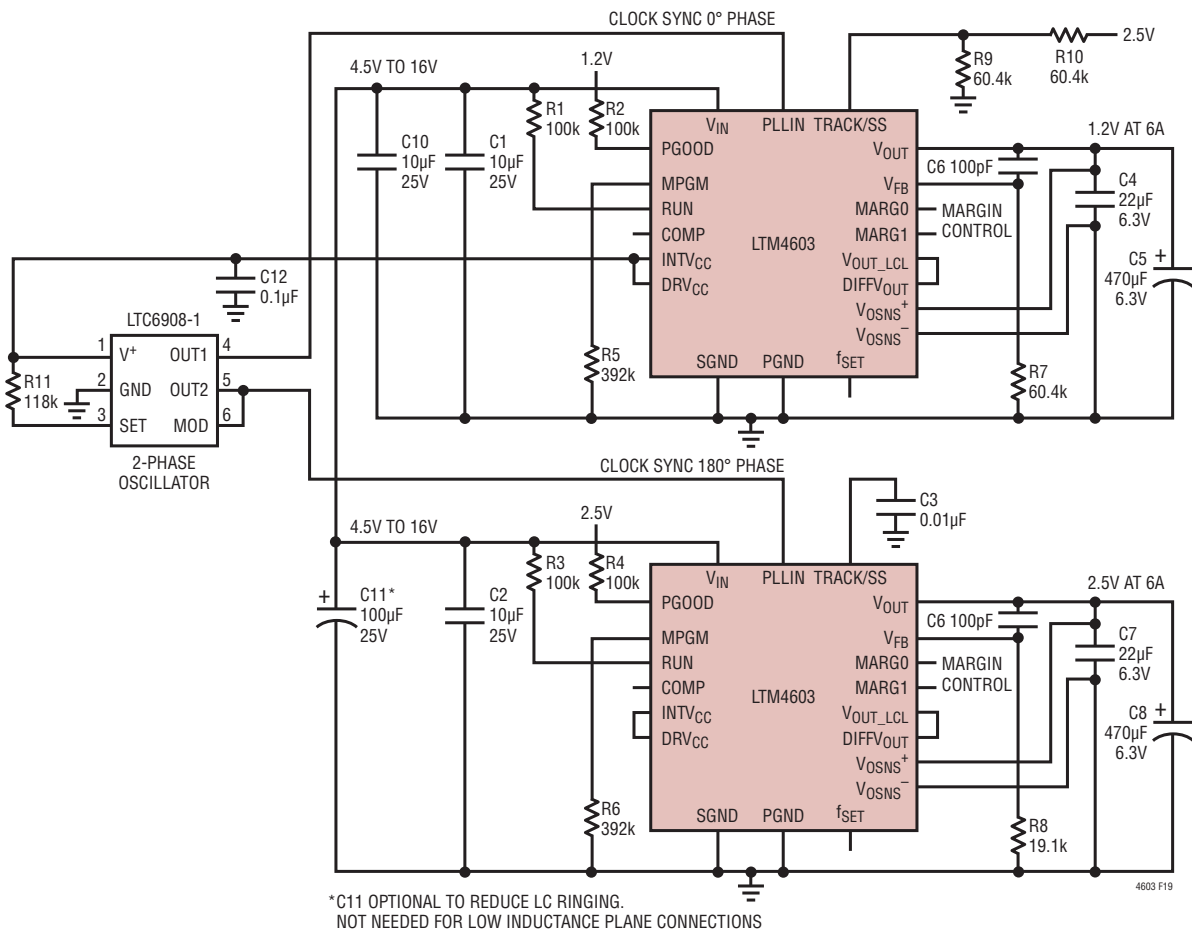 CLOCK SYNC 0° PHASE
2.5V
R9
60.4k
R10
60.4k
4.5V TO 16V
1.2V
R1
100k
R2
100k
C10
10µF
25V
C1
10µF
25V
VIN PLLIN TRACK/SS
PGOOD
MPGM
RUN
COMP
INTVCC
DRVCC
LTM4603
VOUT
VFB
MARG0
MARG1
VOUT_LCL
DIFFVOUT
VOSNS+
VOSNS–
SGND PGND fSET
1.2V AT 6A
C6 100pF
MARGIN
CONTROL
C4
22µF
6.3V
C5
470µF
6.3V
+
R5
392k
R7
60.4k
C12
0.1µF
LTC6908-1
1 V+ OUT1 4
2 GND OUT2 5
3 SET MOD 6
R11
118k
2-PHASE
OSCILLATOR
CLOCK SYNC 180° PHASE
C3
0.01µF
4.5V TO 16V
2.5V
R3
100k
R4
100k
+
C11*
100µF
25V
C2
10µF
25V
VIN PLLIN TRACK/SS
PGOOD
MPGM
RUN
COMP
INTVCC
DRVCC
LTM4603
VOUT
VFB
MARG0
MARG1
VOUT_LCL
DIFFVOUT
VOSNS+
VOSNS–
SGND PGND fSET
2.5V AT 6A
C6 100pF
MARGIN
CONTROL
C7
22µF
6.3V
C8
470µF
6.3V
+
R6
392k
R8
19.1k
4603 F19
*C11 OPTIONAL TO REDUCE LC RINGING.
NOT NEEDED FOR LOW INDUCTANCE PLANE CONNECTIONS